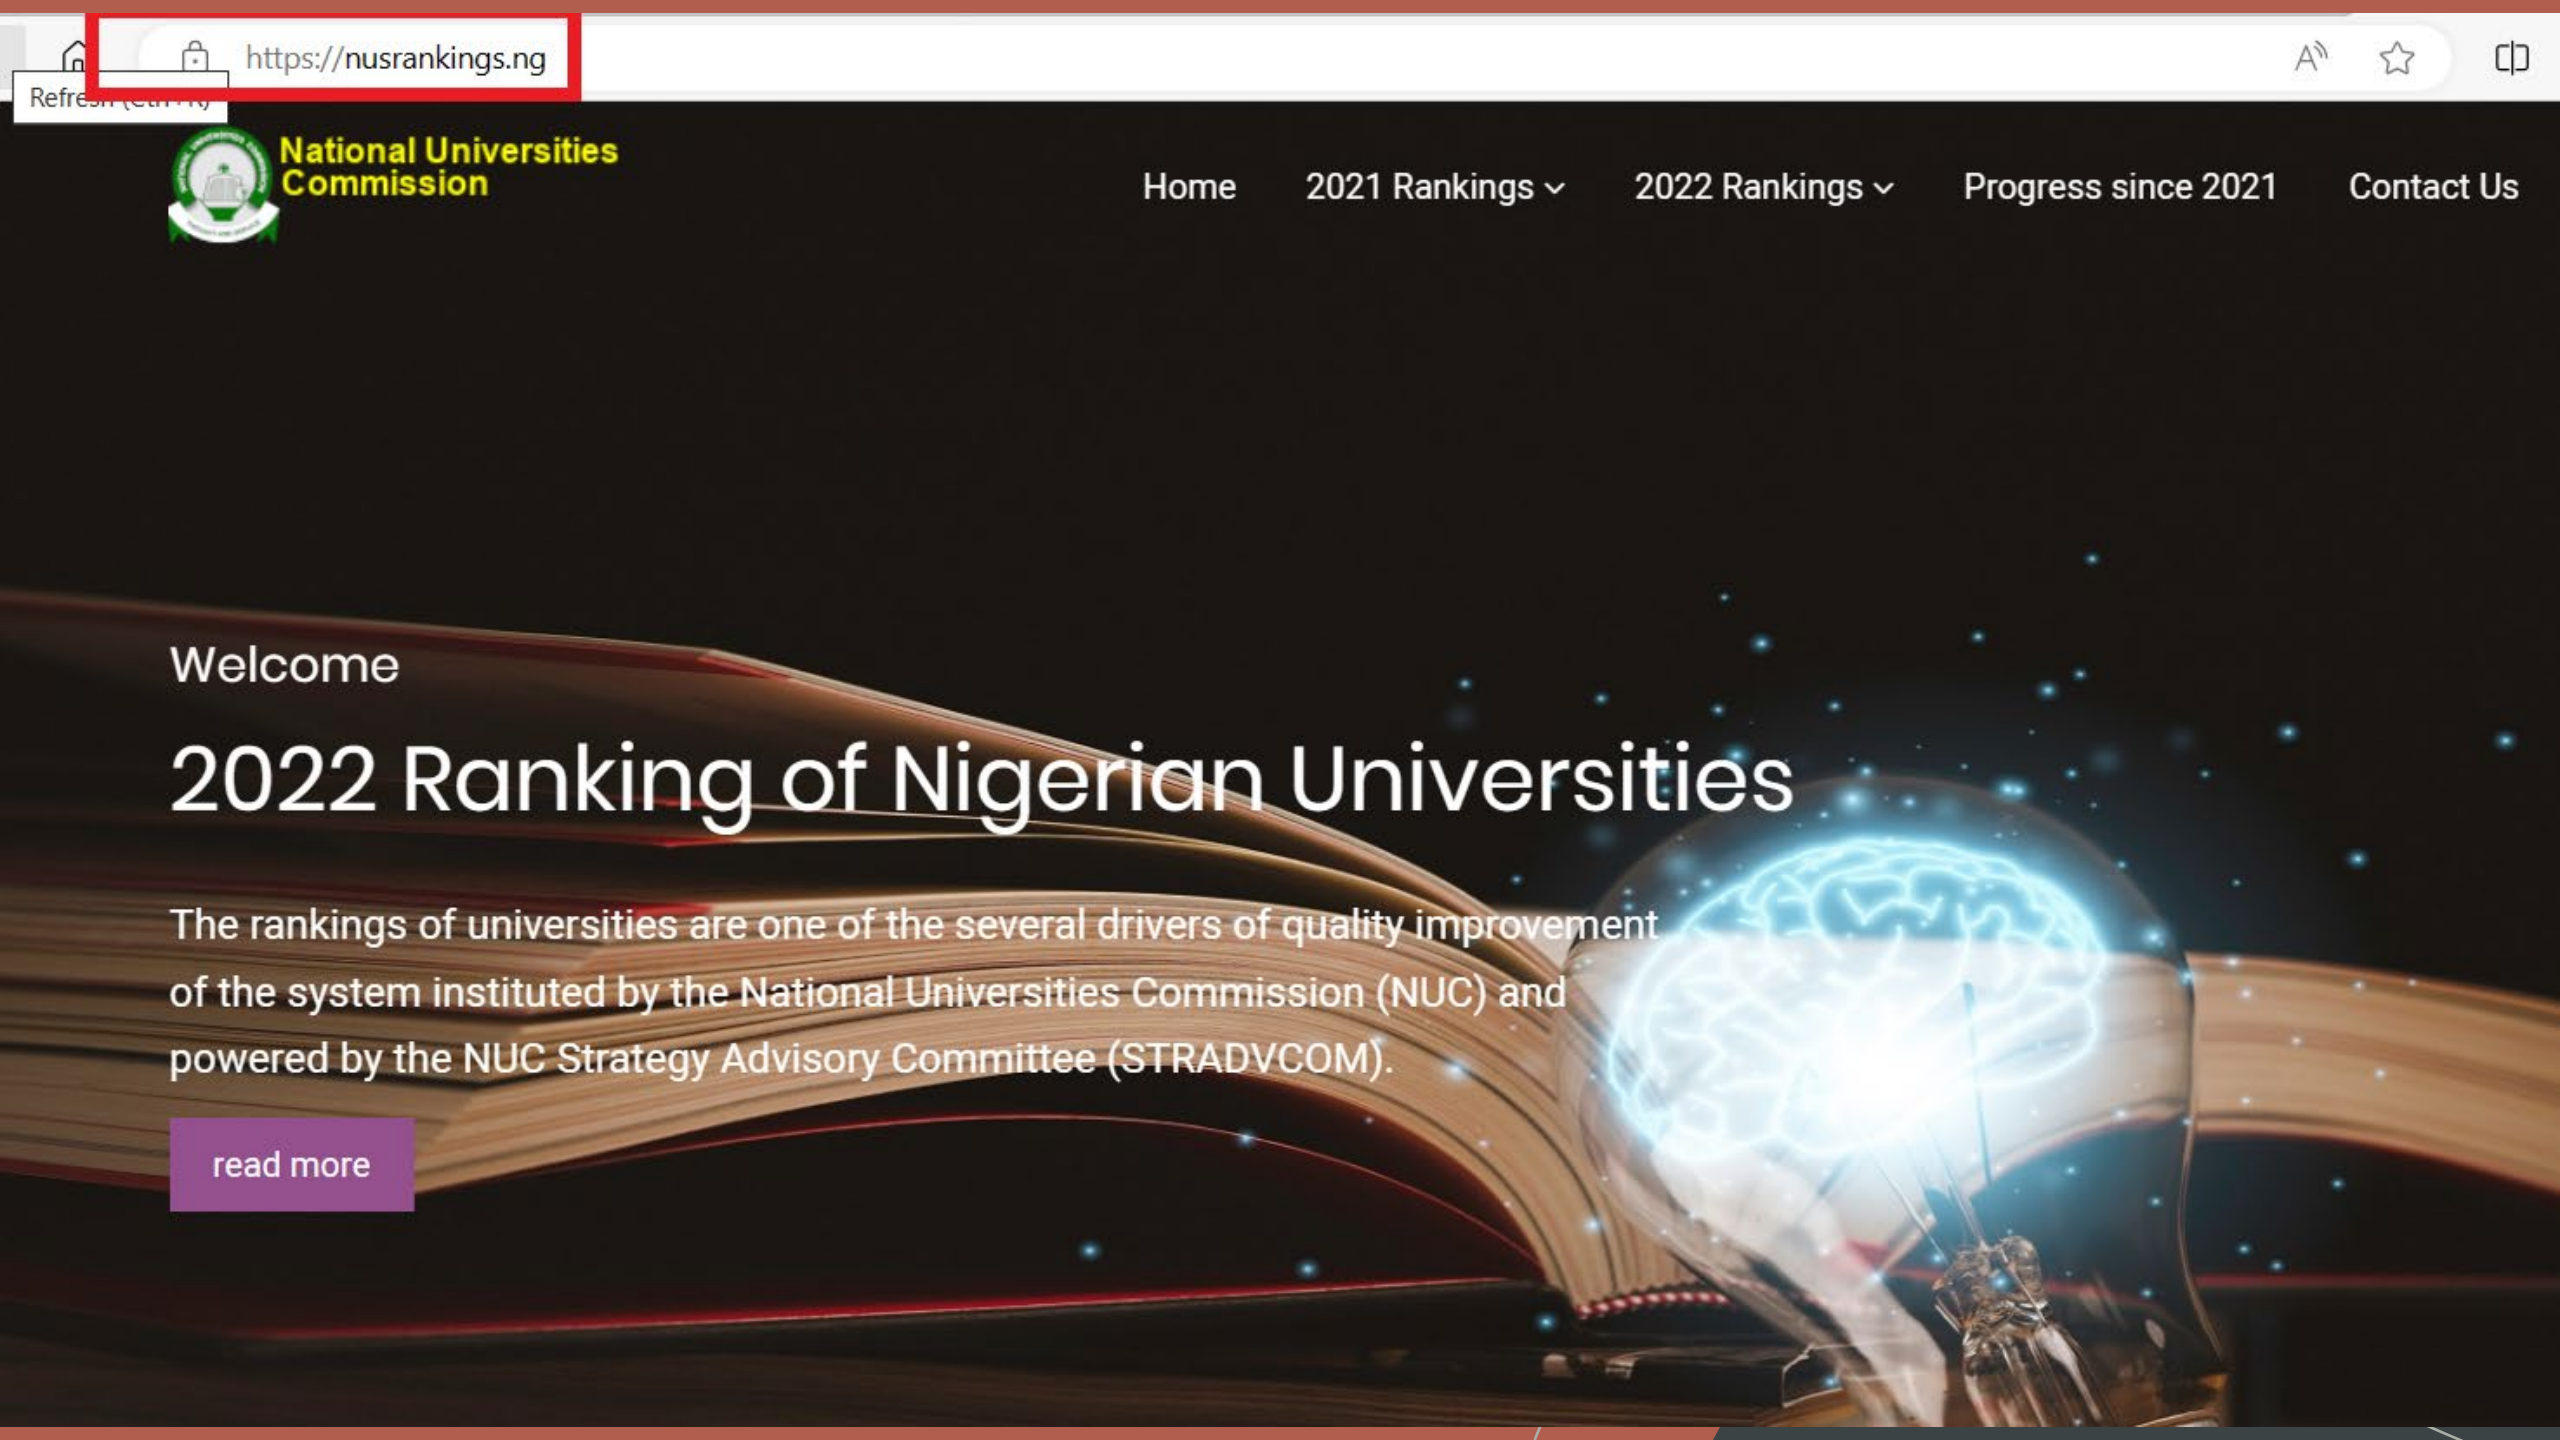 https://nusrankings.ng
National Universities
Commission
Home 2021 Rankings 2022 Rankings Progress since 2021 Contact Us
Welcome
2022 Ranking of Nigerian Universities
The rankings of universities are one of the several drivers of quality improvement
of the system instituted by the National Universities Commission (NUC) and
powered by the NUC Strategy Advisory Committee (STRADVCOM).
read more